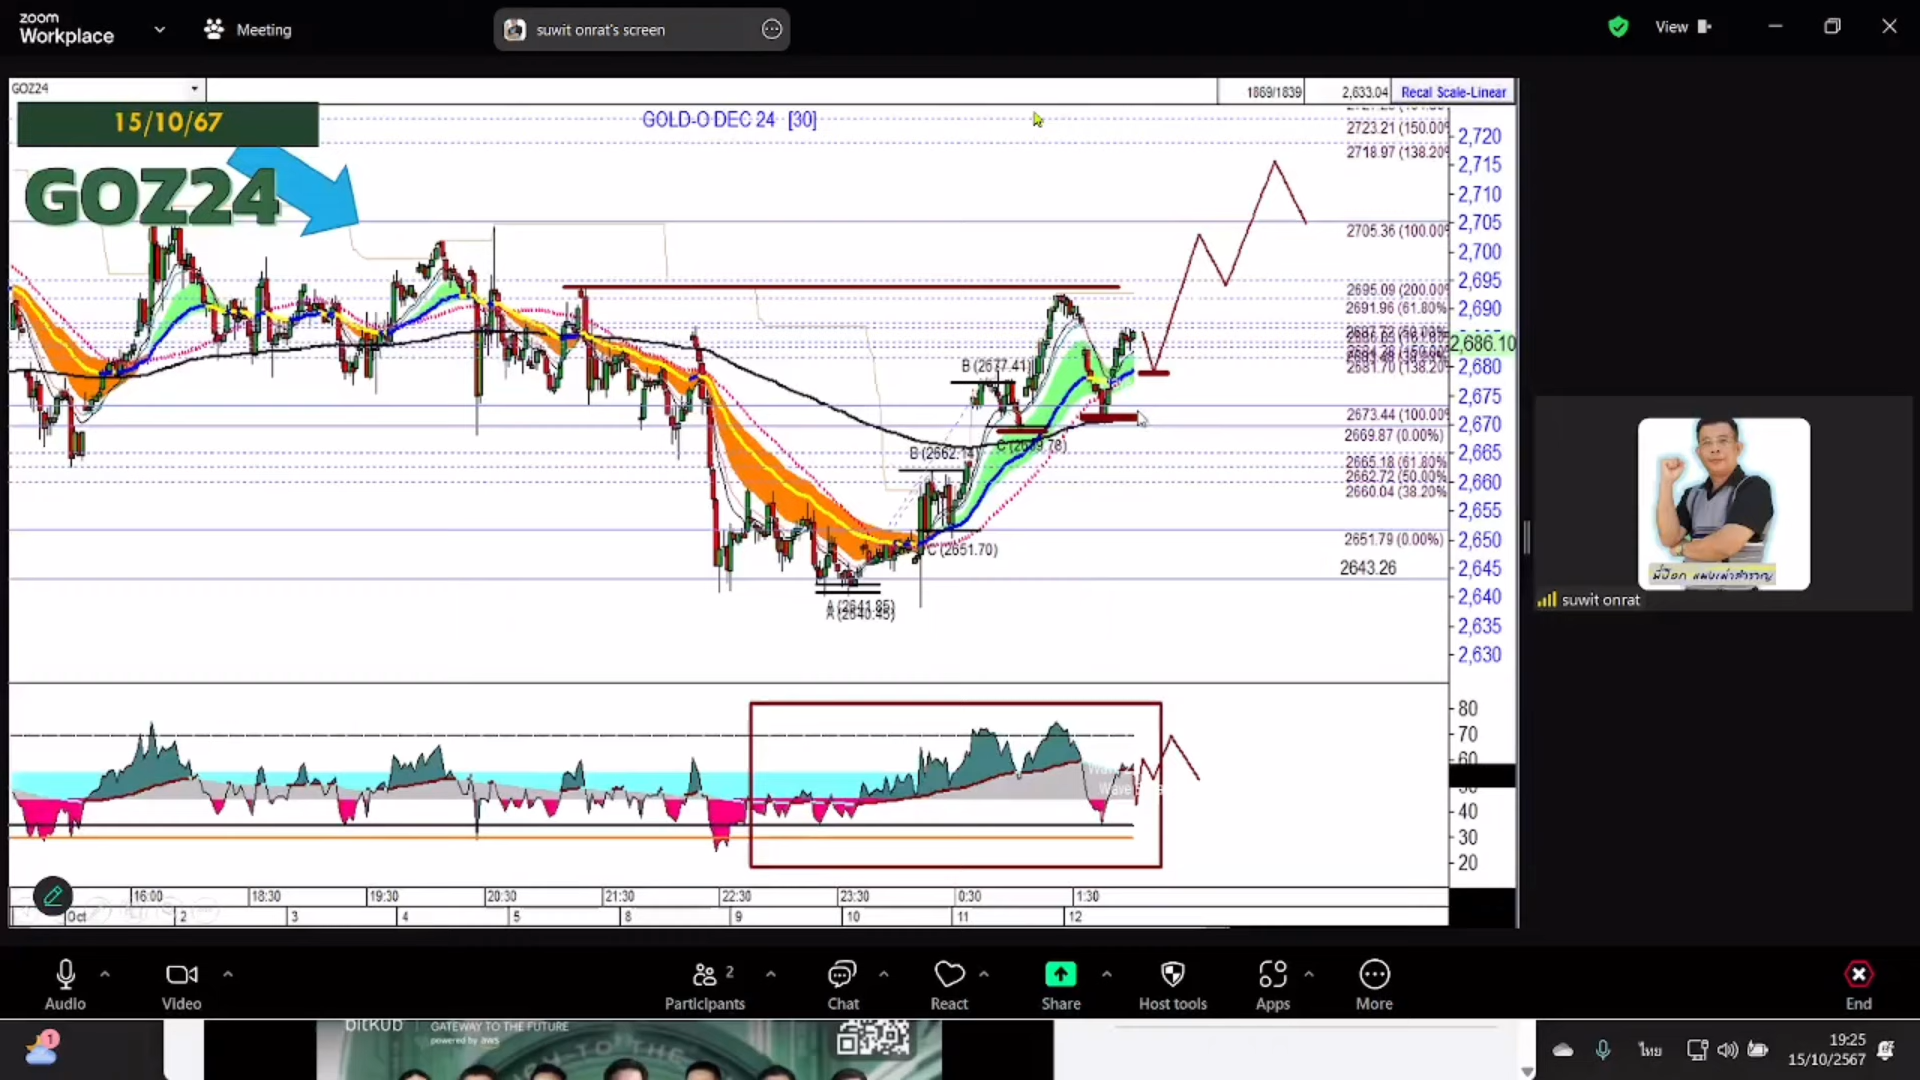 zoom
Workplace
Meeting
suwit onrat's screen
View
GOZ24
1869/1839
2,633.04
Recal Scale-Linear
15/10/67
GOLD-O DEC 24 [30]
GOZ24
2723.21 (150.00%
2718.97 (138.20%
2705.36 (100.00%
2695.09 (200.00%
2691.96 (61.80%
2681.70 (138.20%
2673.44 (100.00%
2669.87 (0.00%)
2665.18 (61.80%
2662.72 (50.00%
2660.04 (38.20%
2651.79 (0.00%)
2643.26
2,720
2,715
2,710
2,705
2,700
2,695
2,690
2,686.10
2,680
2,675
2,670
2,665
2,660
2,655
2,650
2,645
2,640
2,635
2,630
B (2677.41)
B (2662.14)
C (2651.70)
80
70
60
40
30
20
16:00
18:30
19:30
20:30
21:30
22:30
23:30
0:30
1:30
Oct
2
3
4
5
8
9
10
11
12
suwit onrat
Audio
Video
Participants
2
Chat
React
Share
Host tools
Apps
More
End
1
bitkub
GATEWAY TO THE FUTURE
powered by aws
ไทย
19:25
15/10/2567